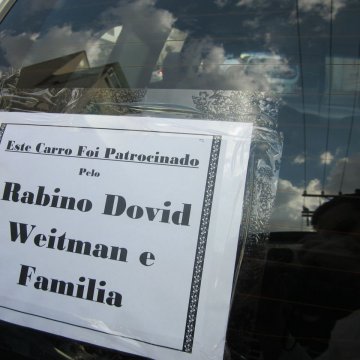 Este Carro Foi Patrocinado
Pelo
Rabino Dovid
Weitman e
Familia